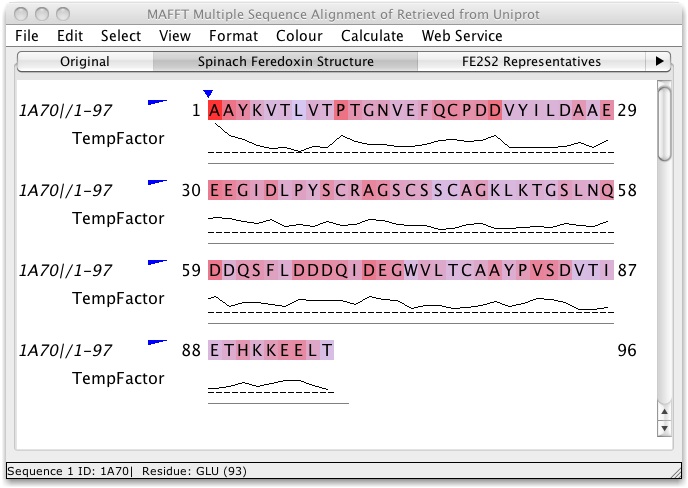 MAFFT Multiple Sequence Alignment of Retrieved from Uniprot
File Edit Select View Format Colour Calculate Web Service
Original Spinach Feredoxin Structure FE2S2 Representatives
1A70|/1-97 1 AAYKVTLVTPTGNVEFQCPDDVYILDAAE 29
TempFactor
1A70|/1-97 30 EEGIDLPYSCRAGSCSSCAGKLKTGSLNQ 58
TempFactor
1A70|/1-97 59 DDQSFLDDDQIDEGWVLTCAAYPVSDVTI 87
TempFactor
1A70|/1-97 88 ETHKKEELT 96
TempFactor
Sequence 1 ID: 1A70| Residue: GLU (93)